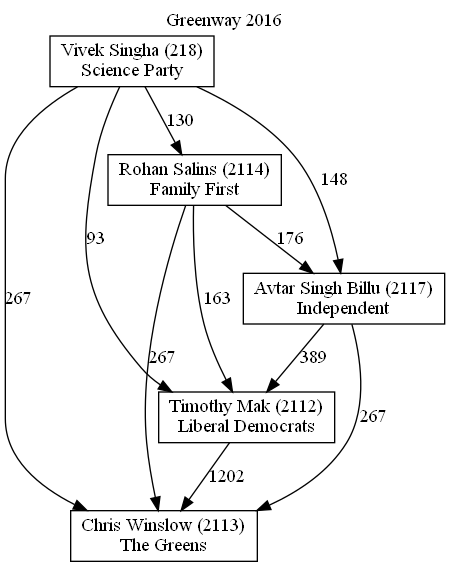 Greenway 2016
Vivek Singha (218)
Science Party
130
Rohan Salins (2114)
Family First
148
93
176
Avtar Singh Billu (2117)
Independent
267
163
267
389
Timothy Mak (2112)
Liberal Democrats
267
1202
Chris Winslow (2113)
The Greens